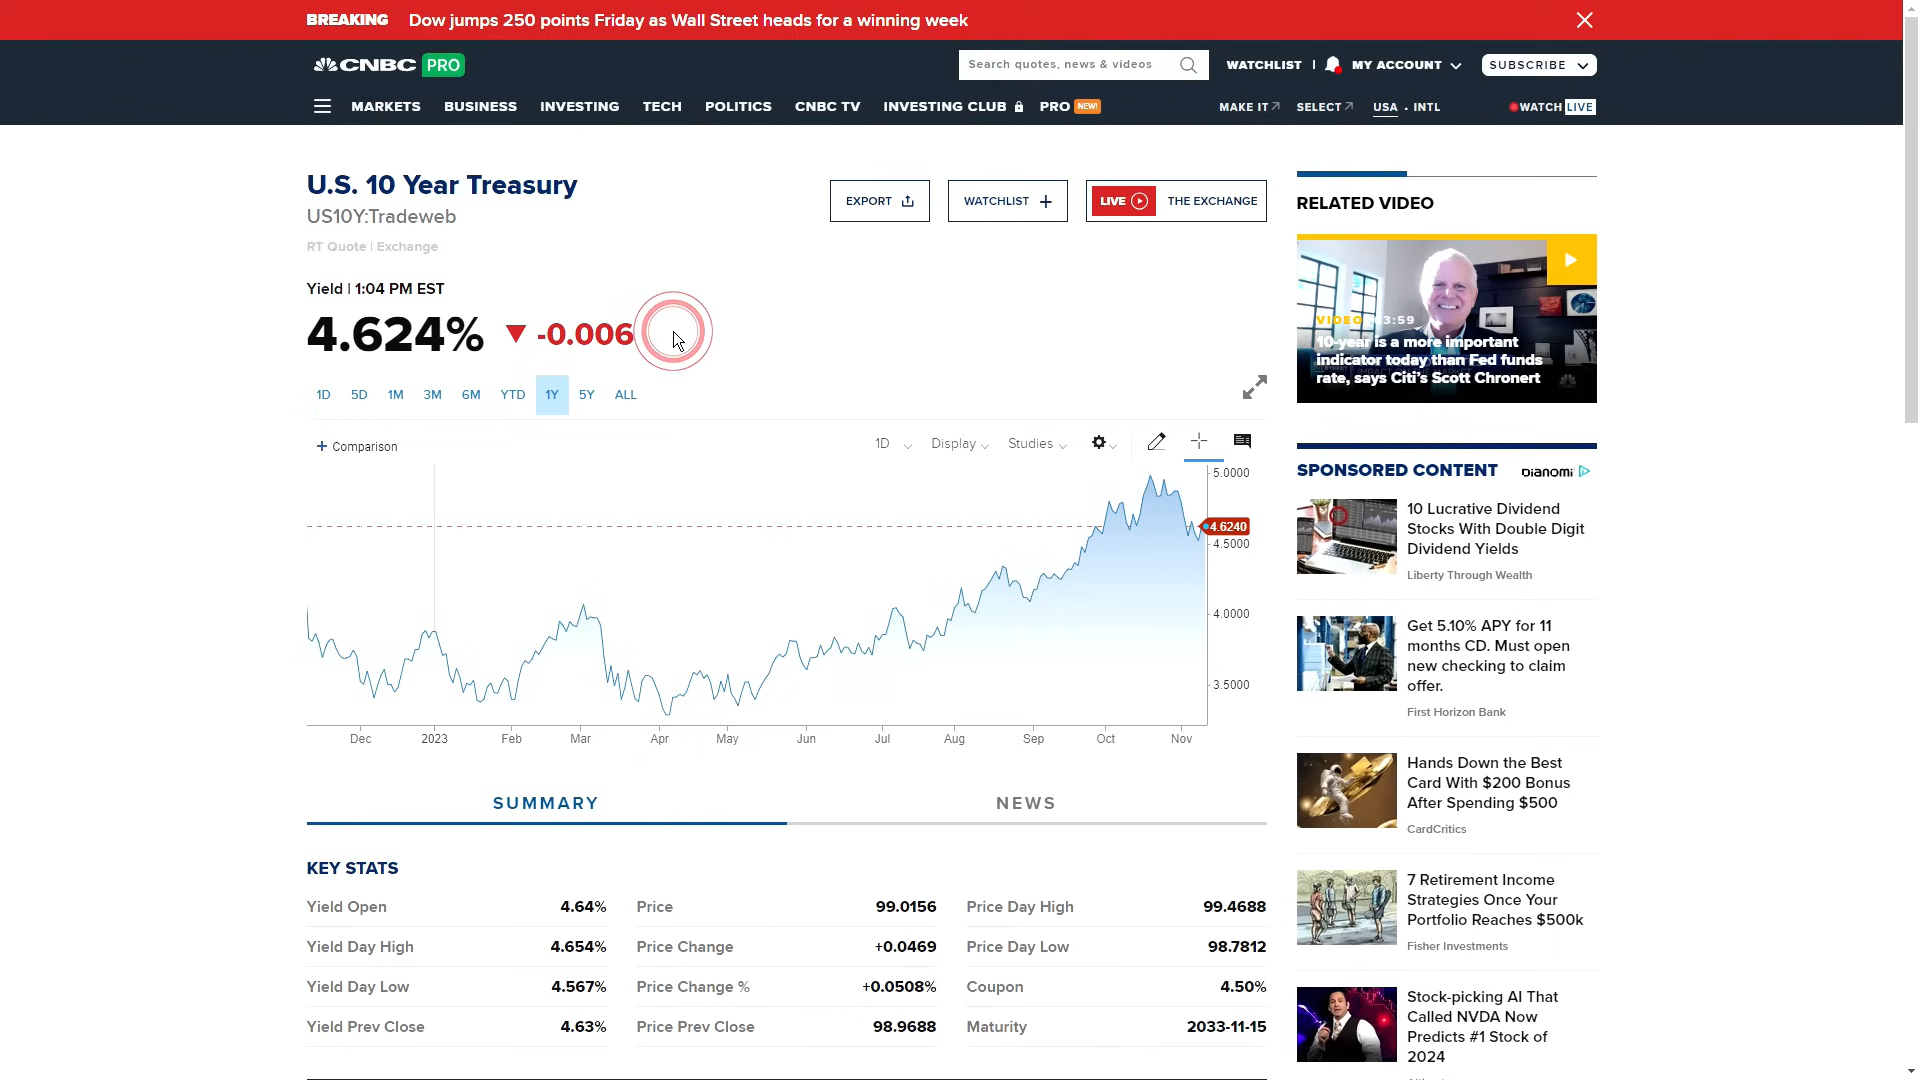 BREAKING Dow jumps 250 points Friday as Wall Street heads for a winning week
CNBC PRO
Search quotes, news & videos
WATCHLIST | MY ACCOUNT SUBSCRIBE
MARKETS BUSINESS INVESTING TECH POLITICS CNBC TV INVESTING CLUB PRO NEW!
MAKE IT SELECT USA • INTL WATCH LIVE
U.S. 10 Year Treasury
US10Y:Tradeweb
RT Quote | Exchange
EXPORT WATCHLIST + LIVE THE EXCHANGE
Yield | 1:04 PM EST
4.624% ▼ -0.006
1D 5D 1M 3M 6M YTD 1Y 5Y ALL
+ Comparison
1D Display Studies
5.0000
4.6240
4.5000
4.0000
3.5000
Dec 2023 Feb Mar Apr May Jun Jul Aug Sep Oct Nov
SUMMARY NEWS
KEY STATS
Yield Open 4.64% Price 99.0156 Price Day High 99.4688
Yield Day High 4.654% Price Change +0.0469 Price Day Low 98.7812
Yield Day Low 4.567% Price Change % +0.0508% Coupon 4.50%
Yield Prev Close 4.63% Price Prev Close 98.9688 Maturity 2033-11-15
RELATED VIDEO
VIDEO 03:59
10-year is a more important
indicator today than Fed funds
rate, says Citi's Scott Chronert
SPONSORED CONTENT Dianomi
10 Lucrative Dividend
Stocks With Double Digit
Dividend Yields
Liberty Through Wealth
Get 5.10% APY for 11
months CD. Must open
new checking to claim
offer.
First Horizon Bank
Hands Down the Best
Card With $200 Bonus
After Spending $500
CardCritics
7 Retirement Income
Strategies Once Your
Portfolio Reaches $500k
Fisher Investments
Stock-picking AI That
Called NVDA Now
Predicts #1 Stock of
2024